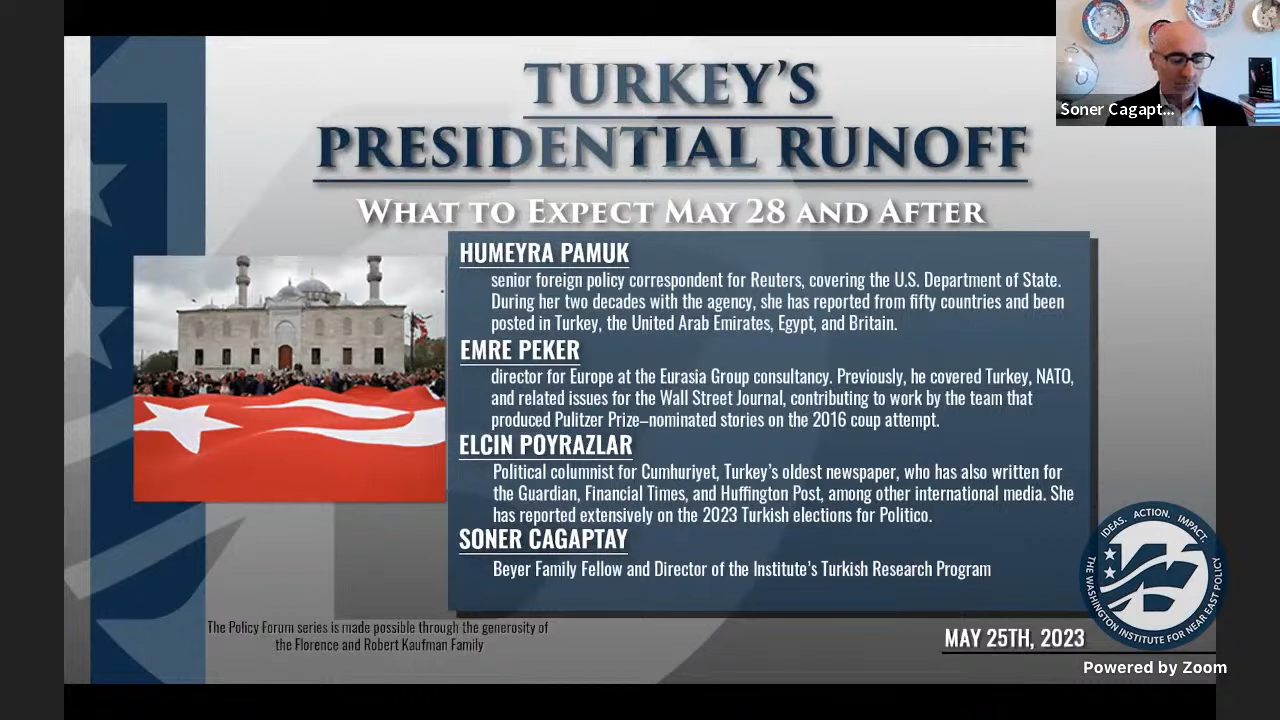 TURKEY'S
PRESIDENTIAL RUNOFF
WHAT TO EXPECT MAY 28 AND AFTER
Soner Cagapt...
HUMEYRA PAMUK
senior foreign policy correspondent for Reuters, covering the U.S. Department of State.
During her two decades with the agency, she has reported from fifty countries and been
posted in Turkey, the United Arab Emirates, Egypt, and Britain.
EMRE PEKER
director for Europe at the Eurasia Group consultancy. Previously, he covered Turkey, NATO,
and related issues for the Wall Street Journal, contributing to work by the team that
produced Pulitzer Prize–nominated stories on the 2016 coup attempt.
ELCIN POYRAZLAR
Political columnist for Cumhuriyet, Turkey's oldest newspaper, who has also written for
the Guardian, Financial Times, and Huffington Post, among other international media. She
has reported extensively on the 2023 Turkish elections for Politico.
SONER CAGAPTAY
Beyer Family Fellow and Director of the Institute's Turkish Research Program
The Policy Forum series is made possible through the generosity of
the Florence and Robert Kaufman Family
MAY 25TH, 2023
IDEAS. ACTION. IMPACT.
THE WASHINGTON INSTITUTE FOR NEAR EAST POLICY
Powered by Zoom